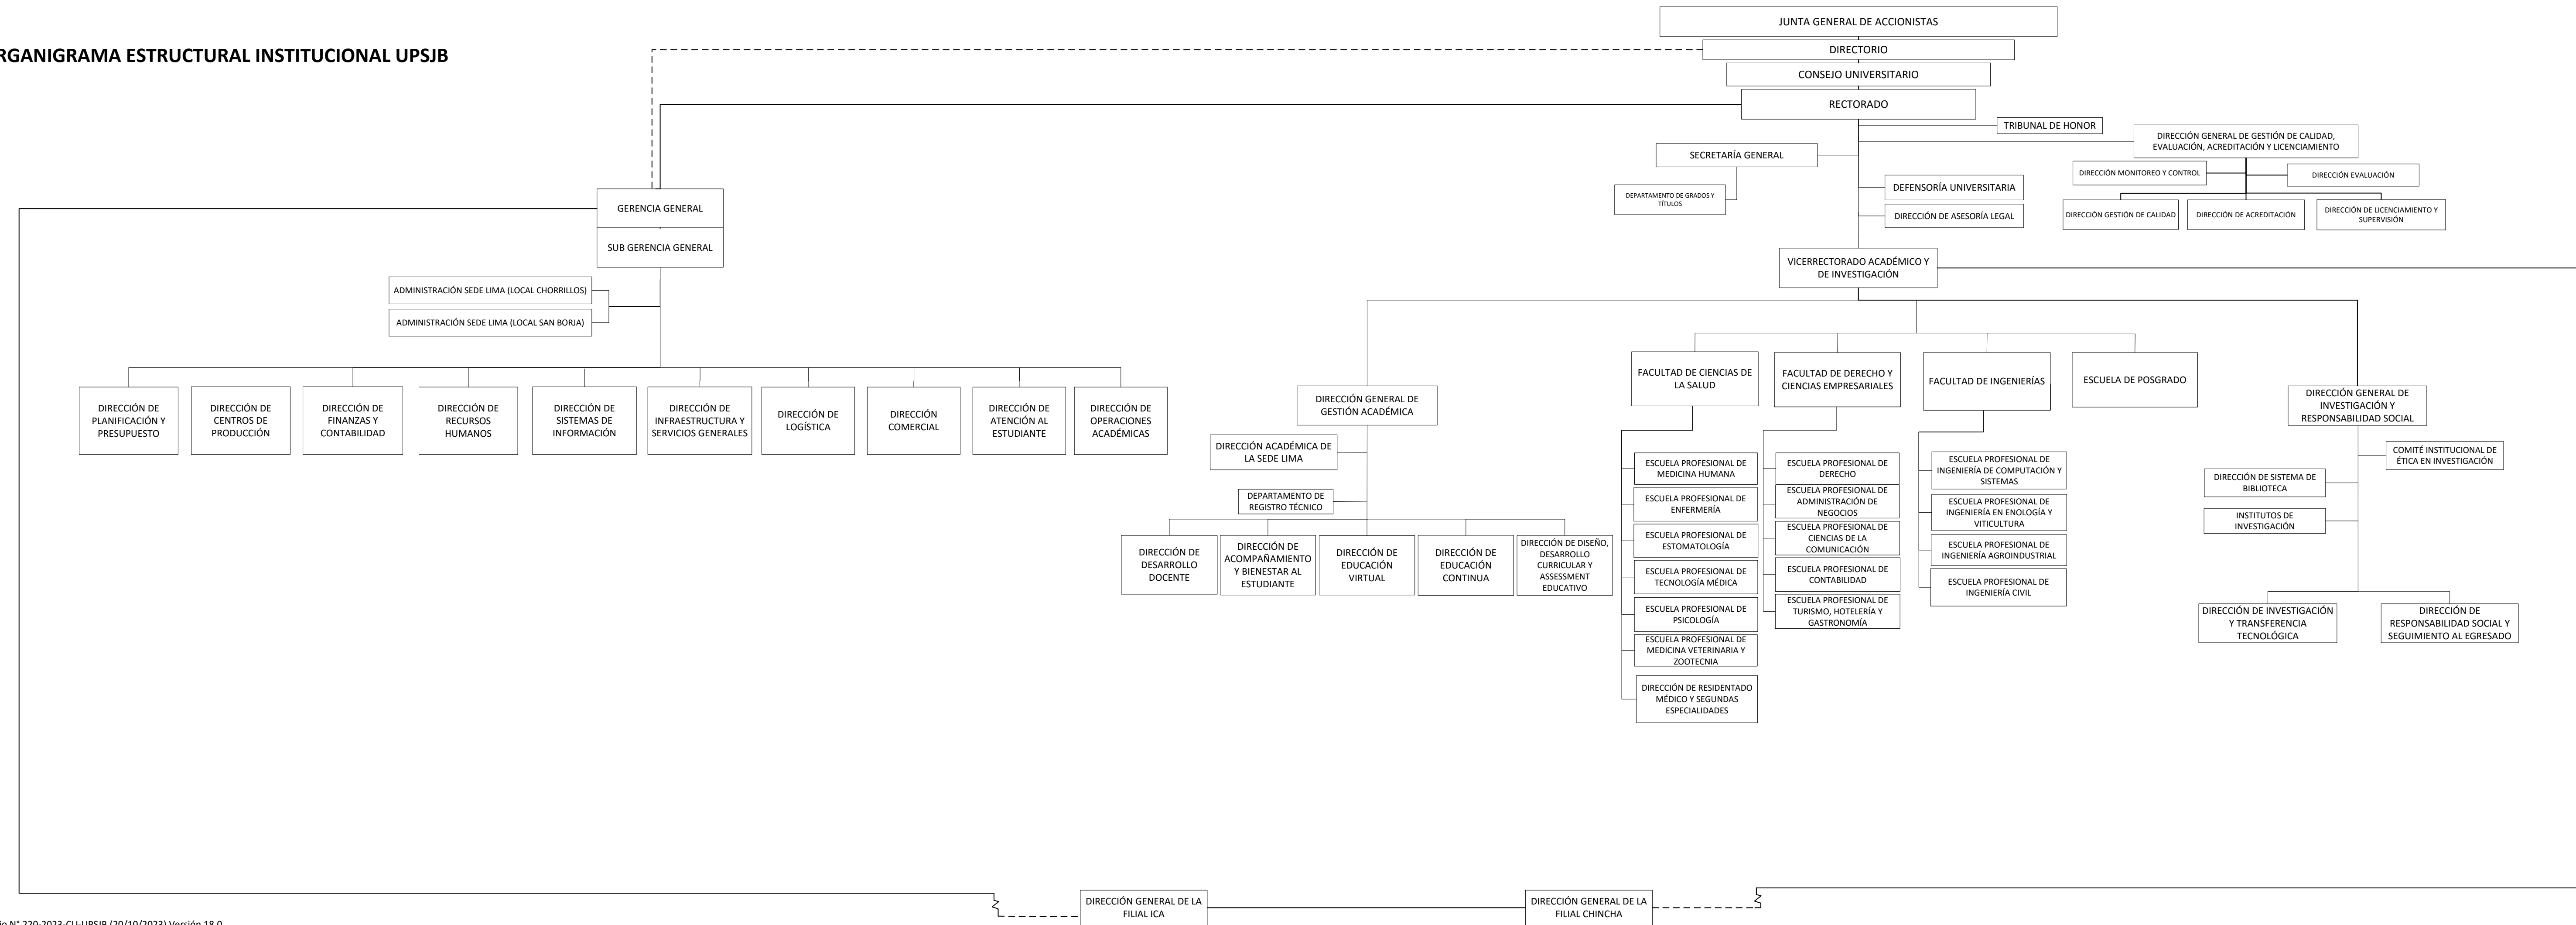 RGANIGRAMA ESTRUCTURAL INSTITUCIONAL UPSJB
JUNTA GENERAL DE ACCIONISTAS
DIRECTORIO
CONSEJO UNIVERSITARIO
RECTORADO
TRIBUNAL DE HONOR
DIRECCIÓN GENERAL DE GESTIÓN DE CALIDAD,
EVALUACIÓN, ACREDITACIÓN Y LICENCIAMIENTO
SECRETARÍA GENERAL
DIRECCIÓN MONITOREO Y CONTROL
DIRECCIÓN EVALUACIÓN
DEPARTAMENTO DE GRADOS Y
TÍTULOS
DEFENSORÍA UNIVERSITARIA
DIRECCIÓN DE ASESORÍA LEGAL
DIRECCIÓN GESTIÓN DE CALIDAD
DIRECCIÓN DE ACREDITACIÓN
DIRECCIÓN DE LICENCIAMIENTO Y
SUPERVISIÓN
GERENCIA GENERAL
SUB GERENCIA GENERAL
VICERRECTORADO ACADÉMICO Y
DE INVESTIGACIÓN
ADMINISTRACIÓN SEDE LIMA (LOCAL CHORRILLOS)
ADMINISTRACIÓN SEDE LIMA (LOCAL SAN BORJA)
DIRECCIÓN DE
PLANIFICACIÓN Y
PRESUPUESTO
DIRECCIÓN DE
CENTROS DE
PRODUCCIÓN
DIRECCIÓN DE
FINANZAS Y
CONTABILIDAD
DIRECCIÓN DE
RECURSOS
HUMANOS
DIRECCIÓN DE
SISTEMAS DE
INFORMACIÓN
DIRECCIÓN DE
INFRAESTRUCTURA Y
SERVICIOS GENERALES
DIRECCIÓN DE
LOGÍSTICA
DIRECCIÓN
COMERCIAL
DIRECCIÓN DE
ATENCIÓN AL
ESTUDIANTE
DIRECCIÓN DE
OPERACIONES
ACADÉMICAS
DIRECCIÓN GENERAL DE
GESTIÓN ACADÉMICA
DIRECCIÓN ACADÉMICA DE
LA SEDE LIMA
DEPARTAMENTO DE
REGISTRO TÉCNICO
DIRECCIÓN DE
DESARROLLO
DOCENTE
DIRECCIÓN DE
ACOMPAÑAMIENTO
Y BIENESTAR AL
ESTUDIANTE
DIRECCIÓN DE
EDUCACIÓN
VIRTUAL
DIRECCIÓN DE
EDUCACIÓN
CONTINUA
DIRECCIÓN DE DISEÑO,
DESARROLLO
CURRICULAR Y
ASSESSMENT
EDUCATIVO
FACULTAD DE CIENCIAS DE
LA SALUD
ESCUELA PROFESIONAL DE
MEDICINA HUMANA
ESCUELA PROFESIONAL DE
ENFERMERÍA
ESCUELA PROFESIONAL DE
ESTOMATOLOGÍA
ESCUELA PROFESIONAL DE
TECNOLOGÍA MÉDICA
ESCUELA PROFESIONAL DE
PSICOLOGÍA
ESCUELA PROFESIONAL DE
MEDICINA VETERINARIA Y
ZOOTECNIA
DIRECCIÓN DE RESIDENTADO
MÉDICO Y SEGUNDAS
ESPECIALIDADES
FACULTAD DE DERECHO Y
CIENCIAS EMPRESARIALES
ESCUELA PROFESIONAL DE
DERECHO
ESCUELA PROFESIONAL DE
ADMINISTRACIÓN DE
NEGOCIOS
ESCUELA PROFESIONAL DE
CIENCIAS DE LA
COMUNICACIÓN
ESCUELA PROFESIONAL DE
CONTABILIDAD
ESCUELA PROFESIONAL DE
TURISMO, HOTELERÍA Y
GASTRONOMÍA
FACULTAD DE INGENIERÍAS
ESCUELA PROFESIONAL DE
INGENIERÍA DE COMPUTACIÓN Y
SISTEMAS
ESCUELA PROFESIONAL DE
INGENIERÍA EN ENOLOGÍA Y
VITICULTURA
ESCUELA PROFESIONAL DE
INGENIERÍA AGROINDUSTRIAL
ESCUELA PROFESIONAL DE
INGENIERÍA CIVIL
ESCUELA DE POSGRADO
DIRECCIÓN GENERAL DE
INVESTIGACIÓN Y
RESPONSABILIDAD SOCIAL
COMITÉ INSTITUCIONAL DE
ÉTICA EN INVESTIGACIÓN
DIRECCIÓN DE SISTEMA DE
BIBLIOTECA
INSTITUTOS DE
INVESTIGACIÓN
DIRECCIÓN DE INVESTIGACIÓN
Y TRANSFERENCIA
TECNOLÓGICA
DIRECCIÓN DE
RESPONSABILIDAD SOCIAL Y
SEGUIMIENTO AL EGRESADO
DIRECCIÓN GENERAL DE LA
FILIAL ICA
DIRECCIÓN GENERAL DE LA
FILIAL CHINCHA
io N° 220-2023-CU-UPSJB (20/10/2023) Versión 18.0